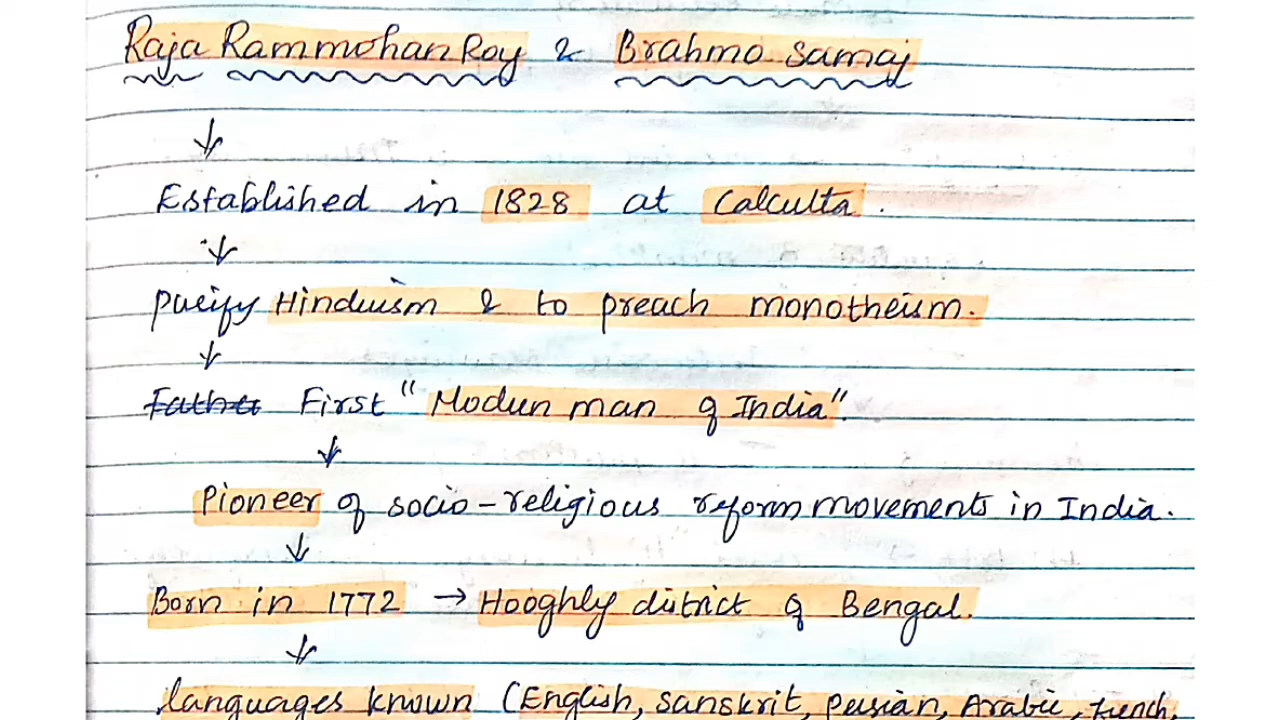 Raja Rammohan Roy & Brahmo Samaj
↓
Established in 1828 at Calcutta.
↓
Purify Hinduism & to preach monotheism.
↓
Father First "Modern man of India".
↓
Pioneer of socio-religious reform movements in India.
↓
Born in 1772 → Hooghly district of Bengal.
↓
languages known (English, Sanskrit, Persian, Arabic, French,